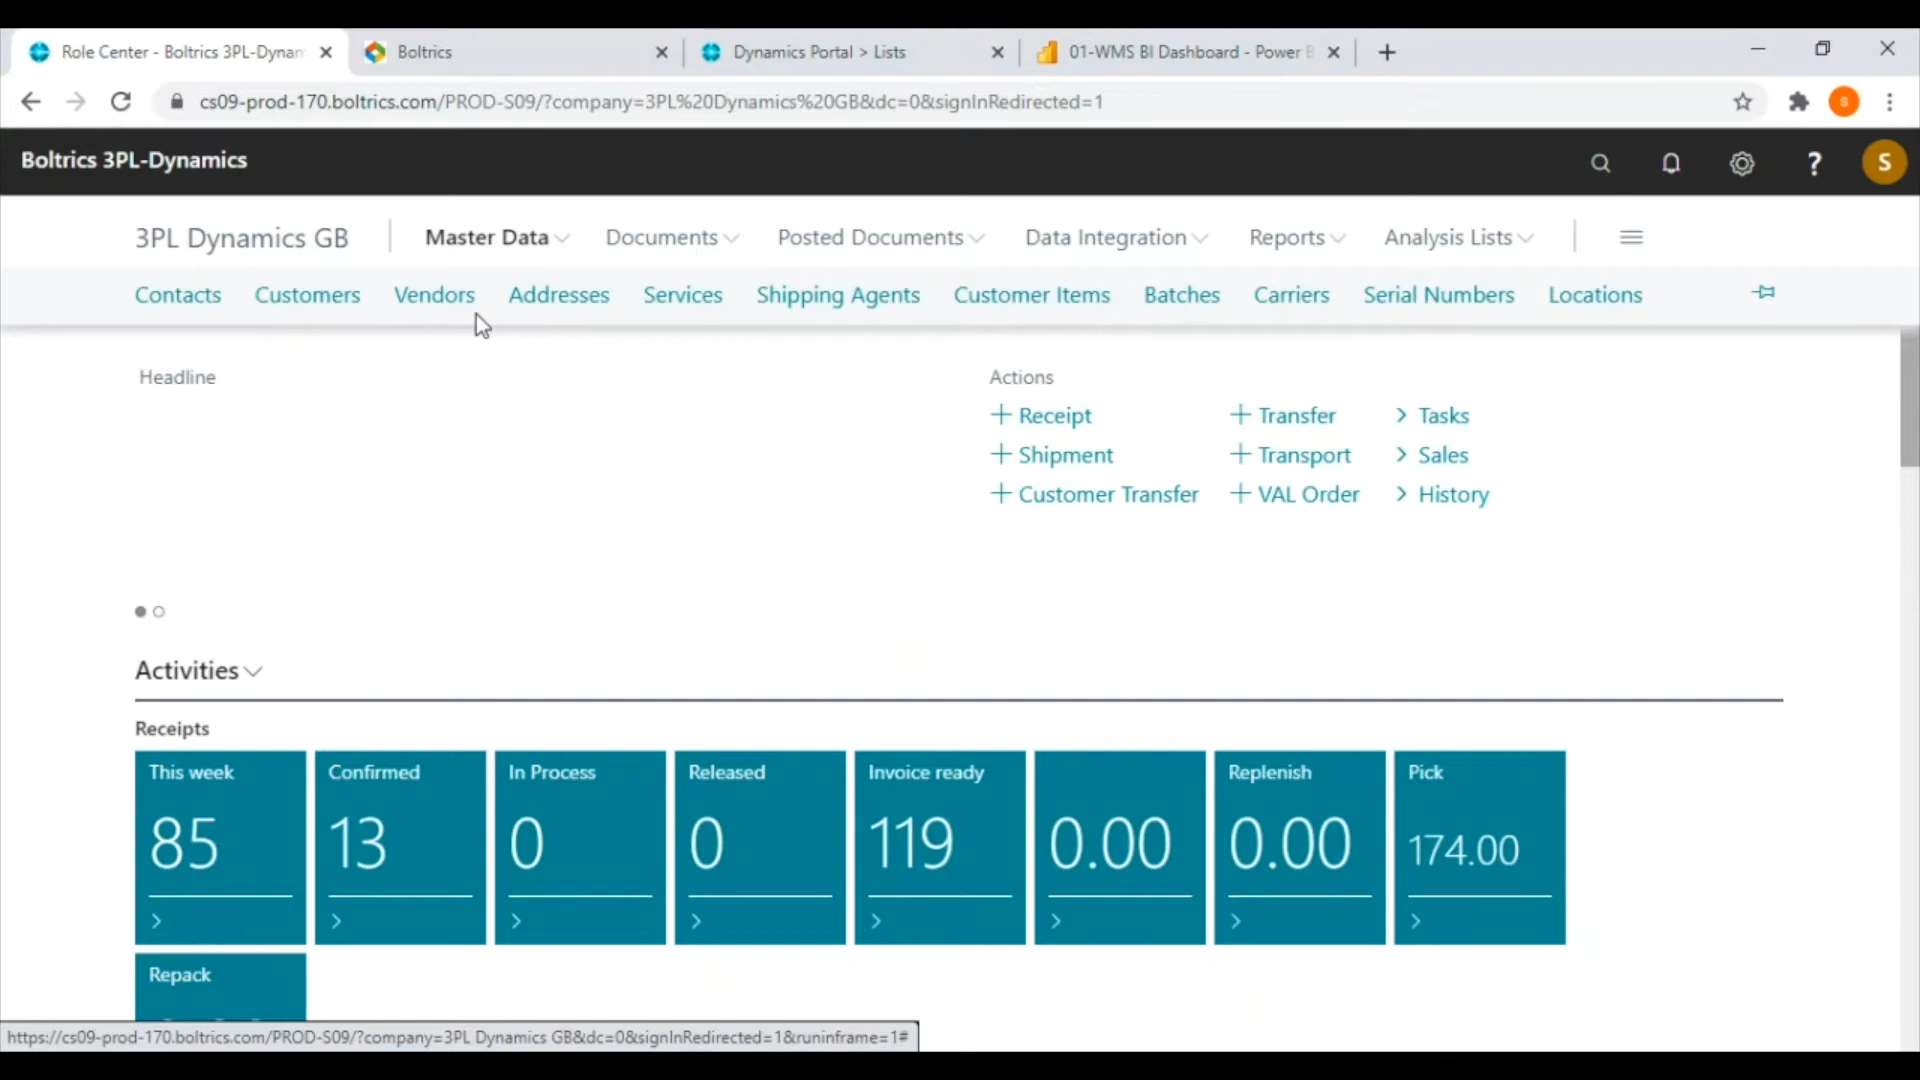 Role Center - Boltrics 3PL-Dynam
Boltrics
Dynamics Portal > Lists
01-WMS BI Dashboard - Power B
cs09-prod-170.boltrics.com/PROD-S09/?company=3PL%20Dynamics%20GB&dc=0&signInRedirected=1
S
Boltrics 3PL-Dynamics
?
S
3PL Dynamics GB
Master Data
Documents
Posted Documents
Data Integration
Reports
Analysis Lists
Contacts
Customers
Vendors
Addresses
Services
Shipping Agents
Customer Items
Batches
Carriers
Serial Numbers
Locations
Headline
Actions
+ Receipt
+ Transfer
> Tasks
+ Shipment
+ Transport
> Sales
+ Customer Transfer
+ VAL Order
> History
Activities
Receipts
This week
85
Confirmed
13
In Process
0
Released
0
Invoice ready
119
0.00
Replenish
0.00
Pick
174.00
Repack
https://cs09-prod-170.boltrics.com/PROD-S09/?company=3PL Dynamics GB&dc=0&signInRedirected=1&runinframe=1#